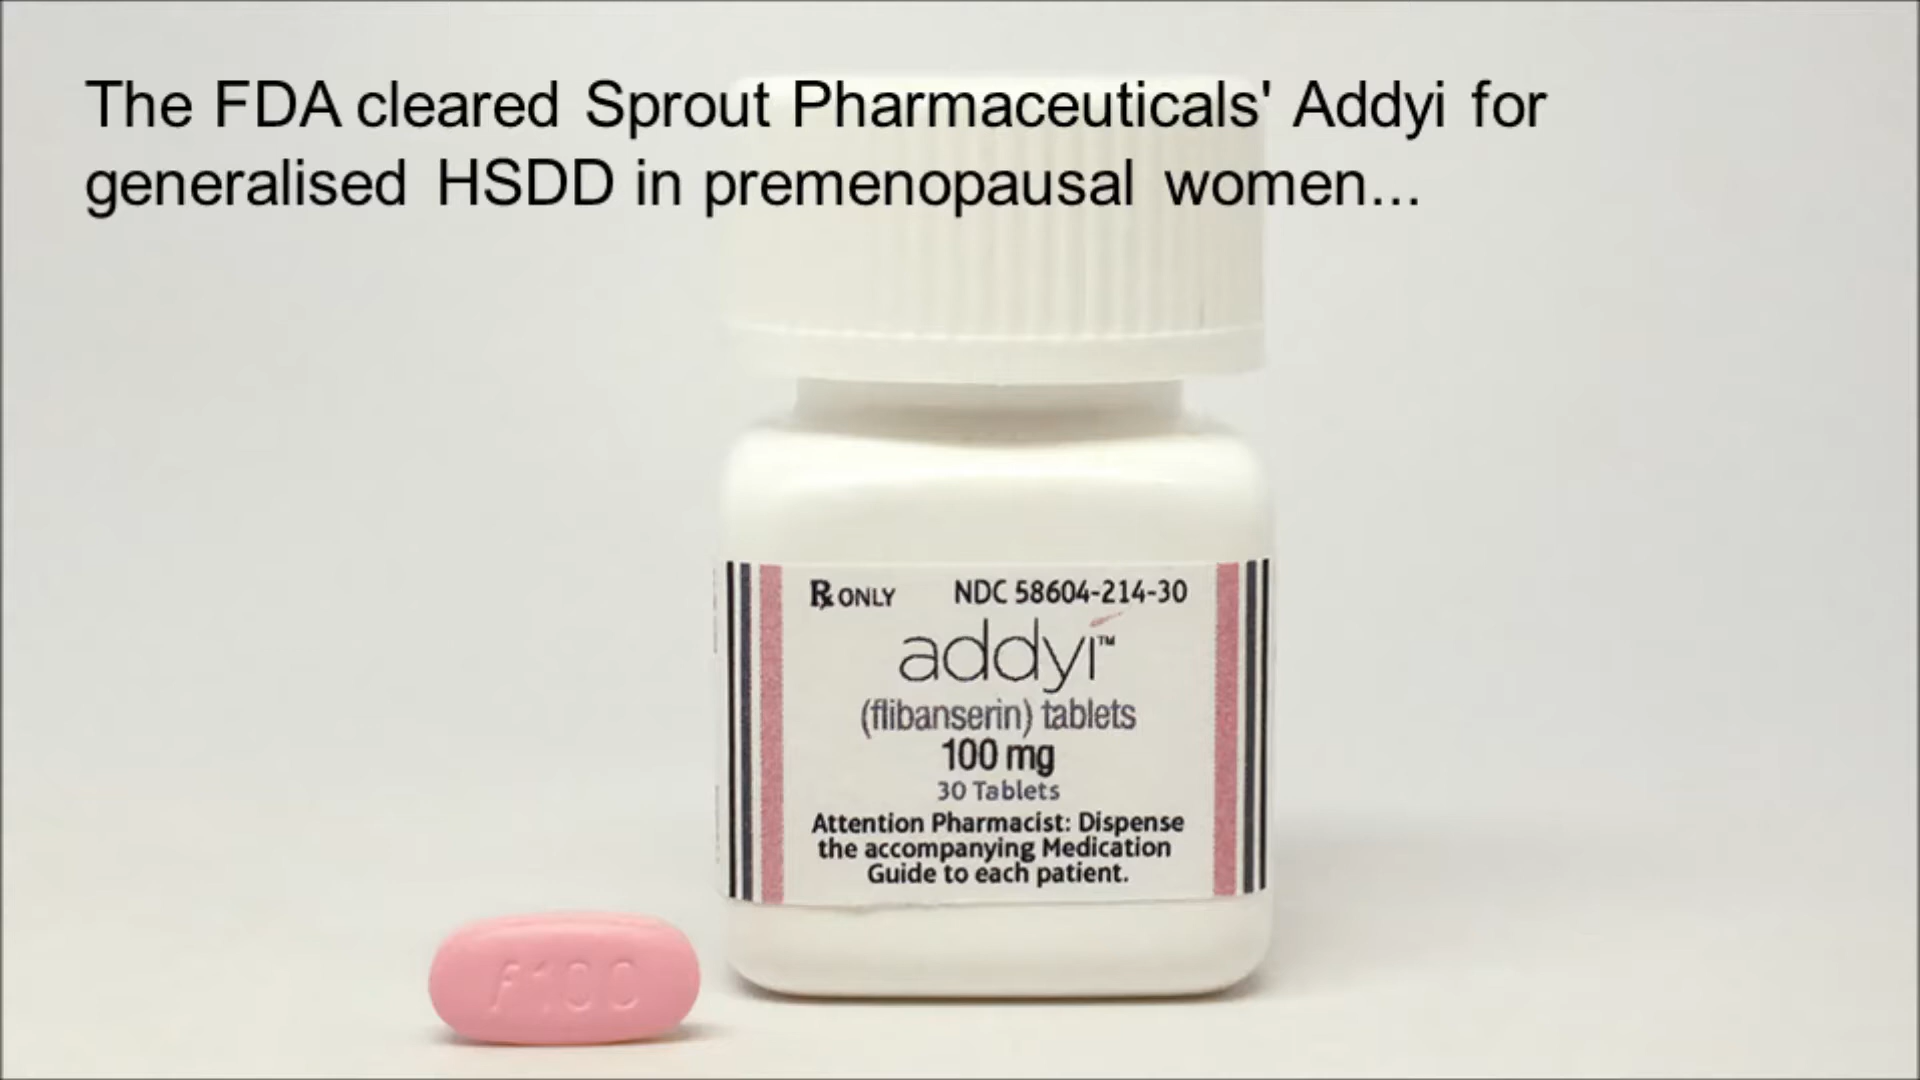 The FDA cleared Sprout Pharmaceuticals' Addyi for
generalised HSDD in premenopausal women...
℞ ONLY NDC 58604-214-30
addyi™
(flibanserin) tablets
100 mg
30 Tablets
Attention Pharmacist: Dispense
the accompanying Medication
Guide to each patient.
f100